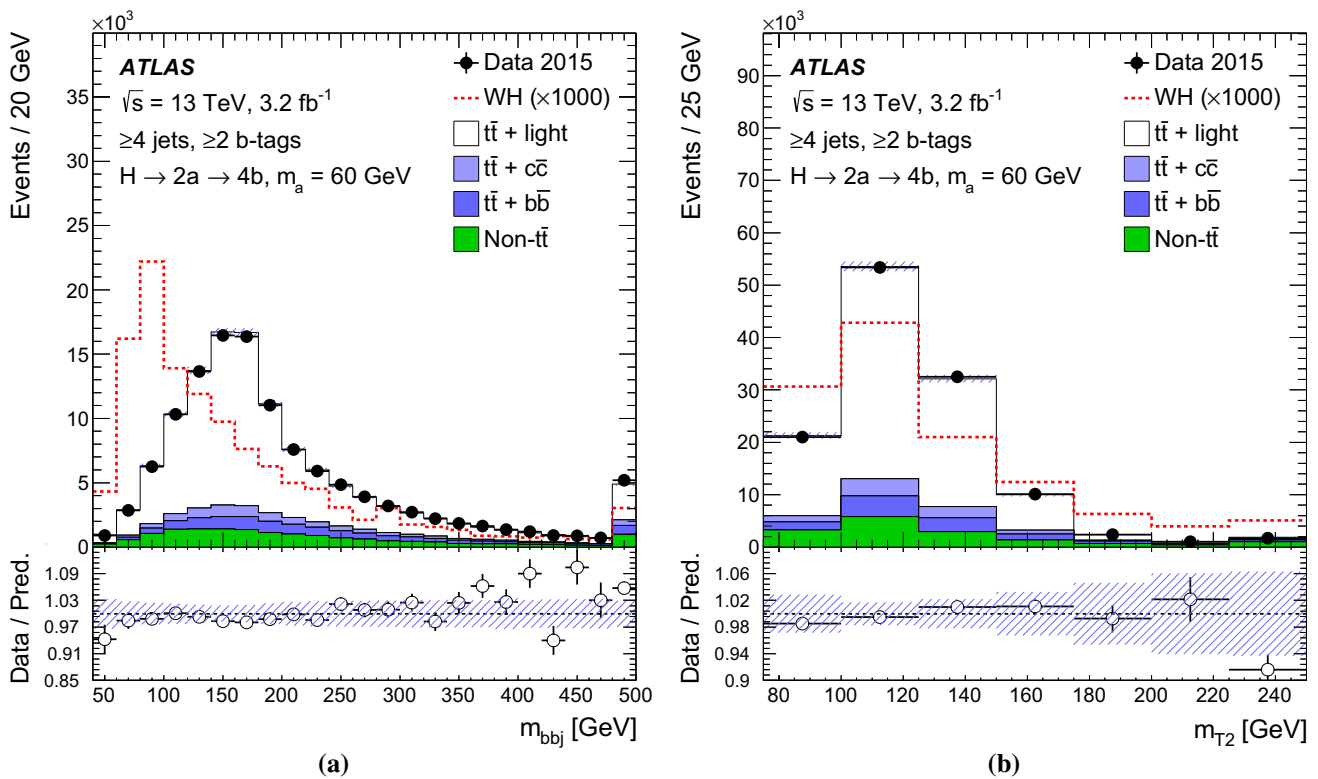 ×10³
Events / 20 GeV
35
30
25
20
15
10
5
0
ATLAS
√s = 13 TeV, 3.2 fb⁻¹
≥4 jets, ≥2 b-tags
H → 2a → 4b, mₐ = 60 GeV
Data 2015
WH (×1000)
tt̄ + light
tt̄ + cc̄
tt̄ + bb̄
Non-tt̄
Data / Pred.
1.09
1.03
0.97
0.91
0.85
50 100 150 200 250 300 350 400 450 500
m_bbj [GeV]
(a)
×10³
Events / 25 GeV
90
80
70
60
50
40
30
20
10
0
ATLAS
√s = 13 TeV, 3.2 fb⁻¹
≥4 jets, ≥2 b-tags
H → 2a → 4b, mₐ = 60 GeV
Data 2015
WH (×1000)
tt̄ + light
tt̄ + cc̄
tt̄ + bb̄
Non-tt̄
Data / Pred.
1.06
1.02
0.98
0.94
0.9
80 100 120 140 160 180 200 220 240
m_T2 [GeV]
(b)